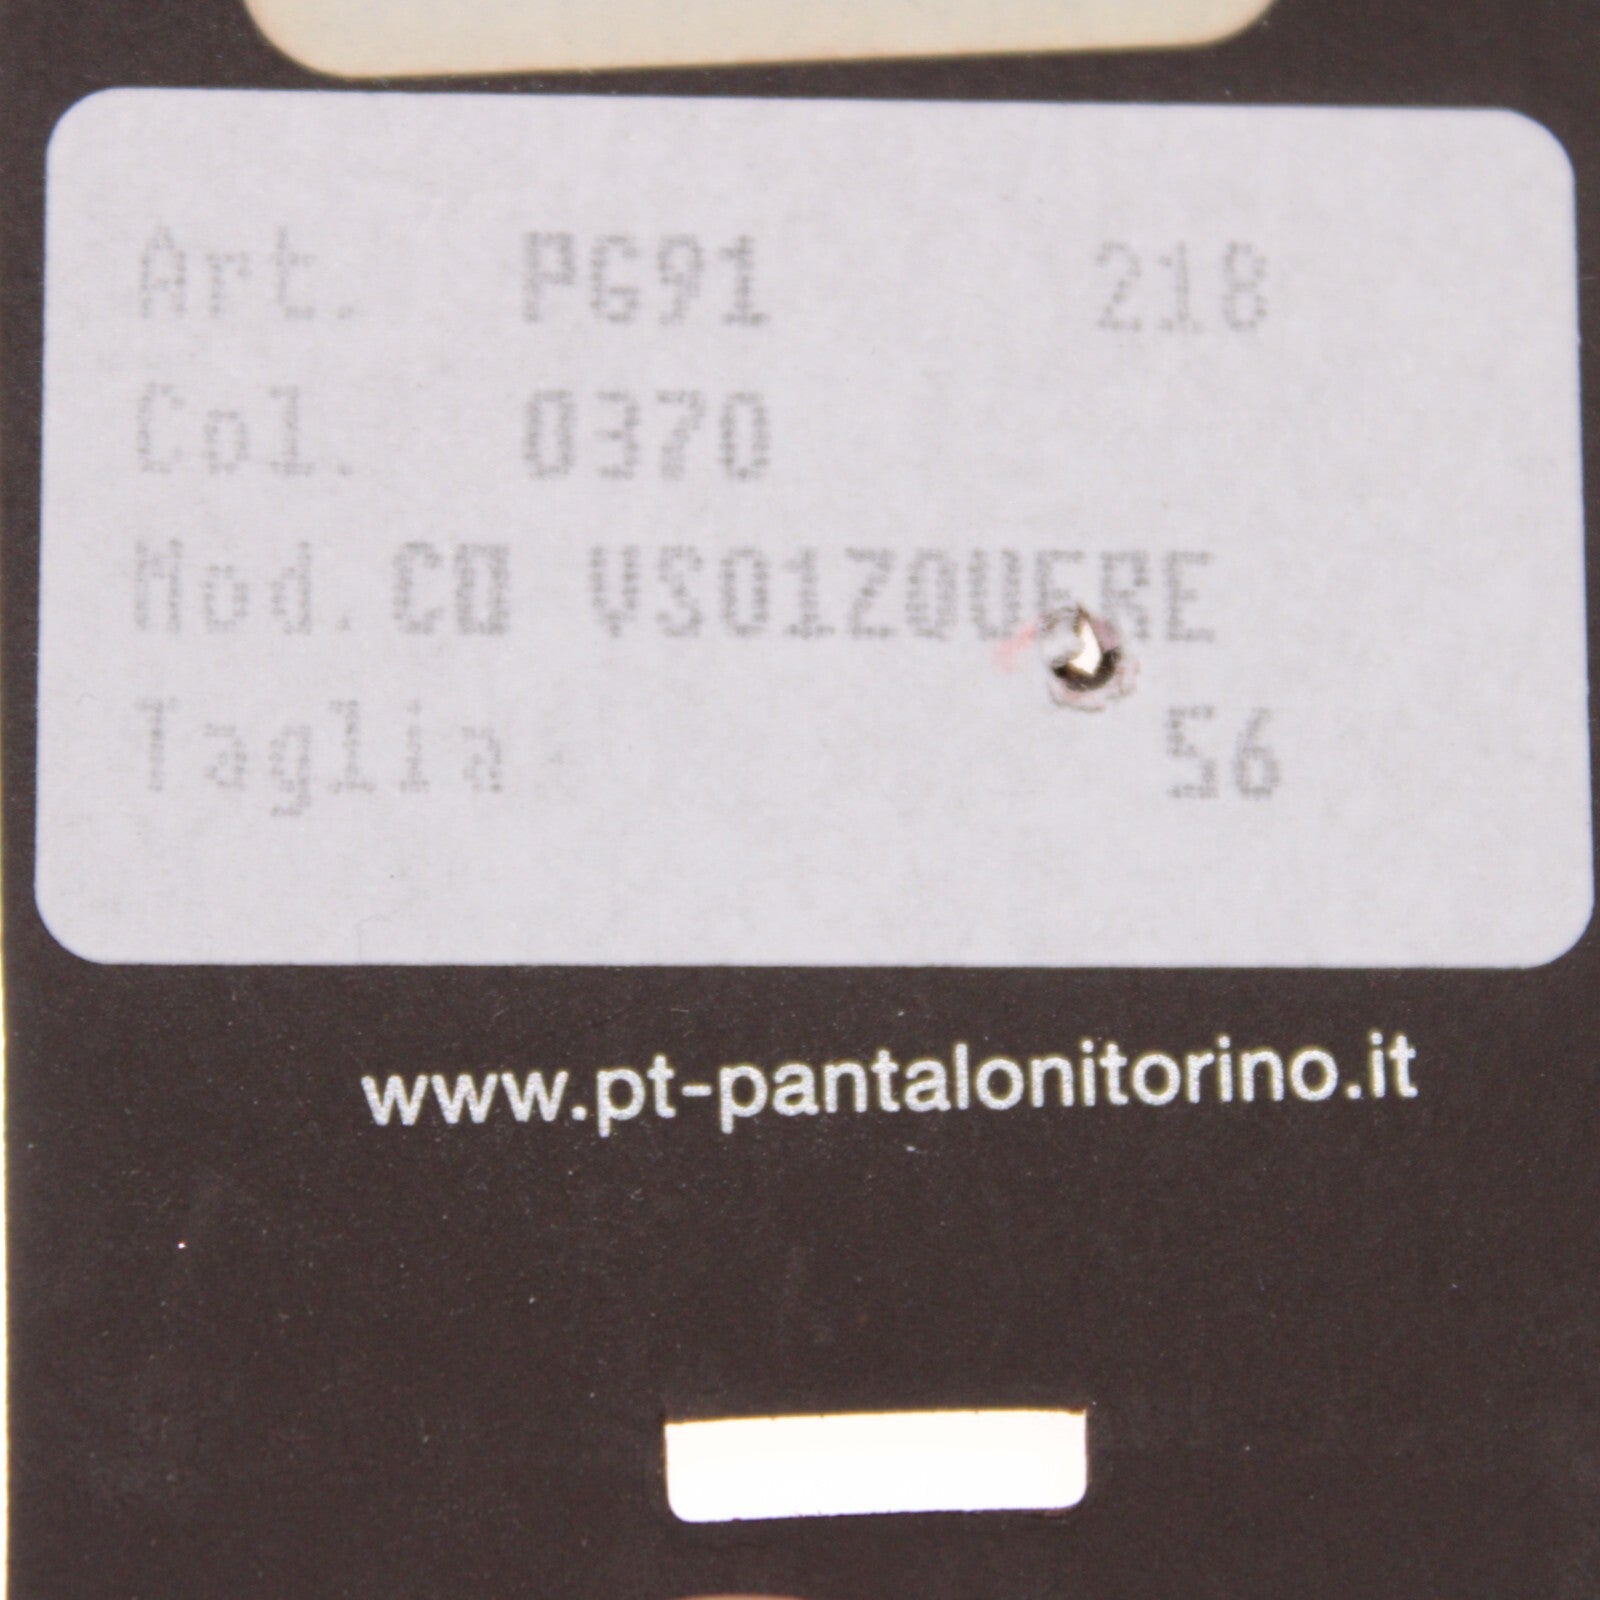 Art. PG91 218
Col. 0370
Mod. CO VS01Z0VERE
Taglia 56
www.pt-pantalonitorino.it